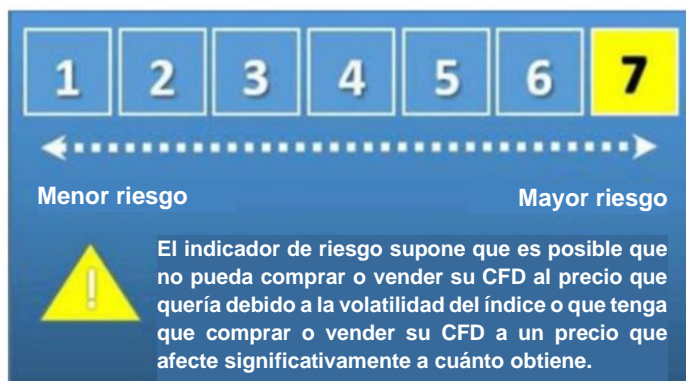 1 2 3 4 5 6 7
Menor riesgo Mayor riesgo
!
El indicador de riesgo supone que es posible que
no pueda comprar o vender su CFD al precio que
quería debido a la volatilidad del índice o que tenga
que comprar o vender su CFD a un precio que
afecte significativamente a cuánto obtiene.